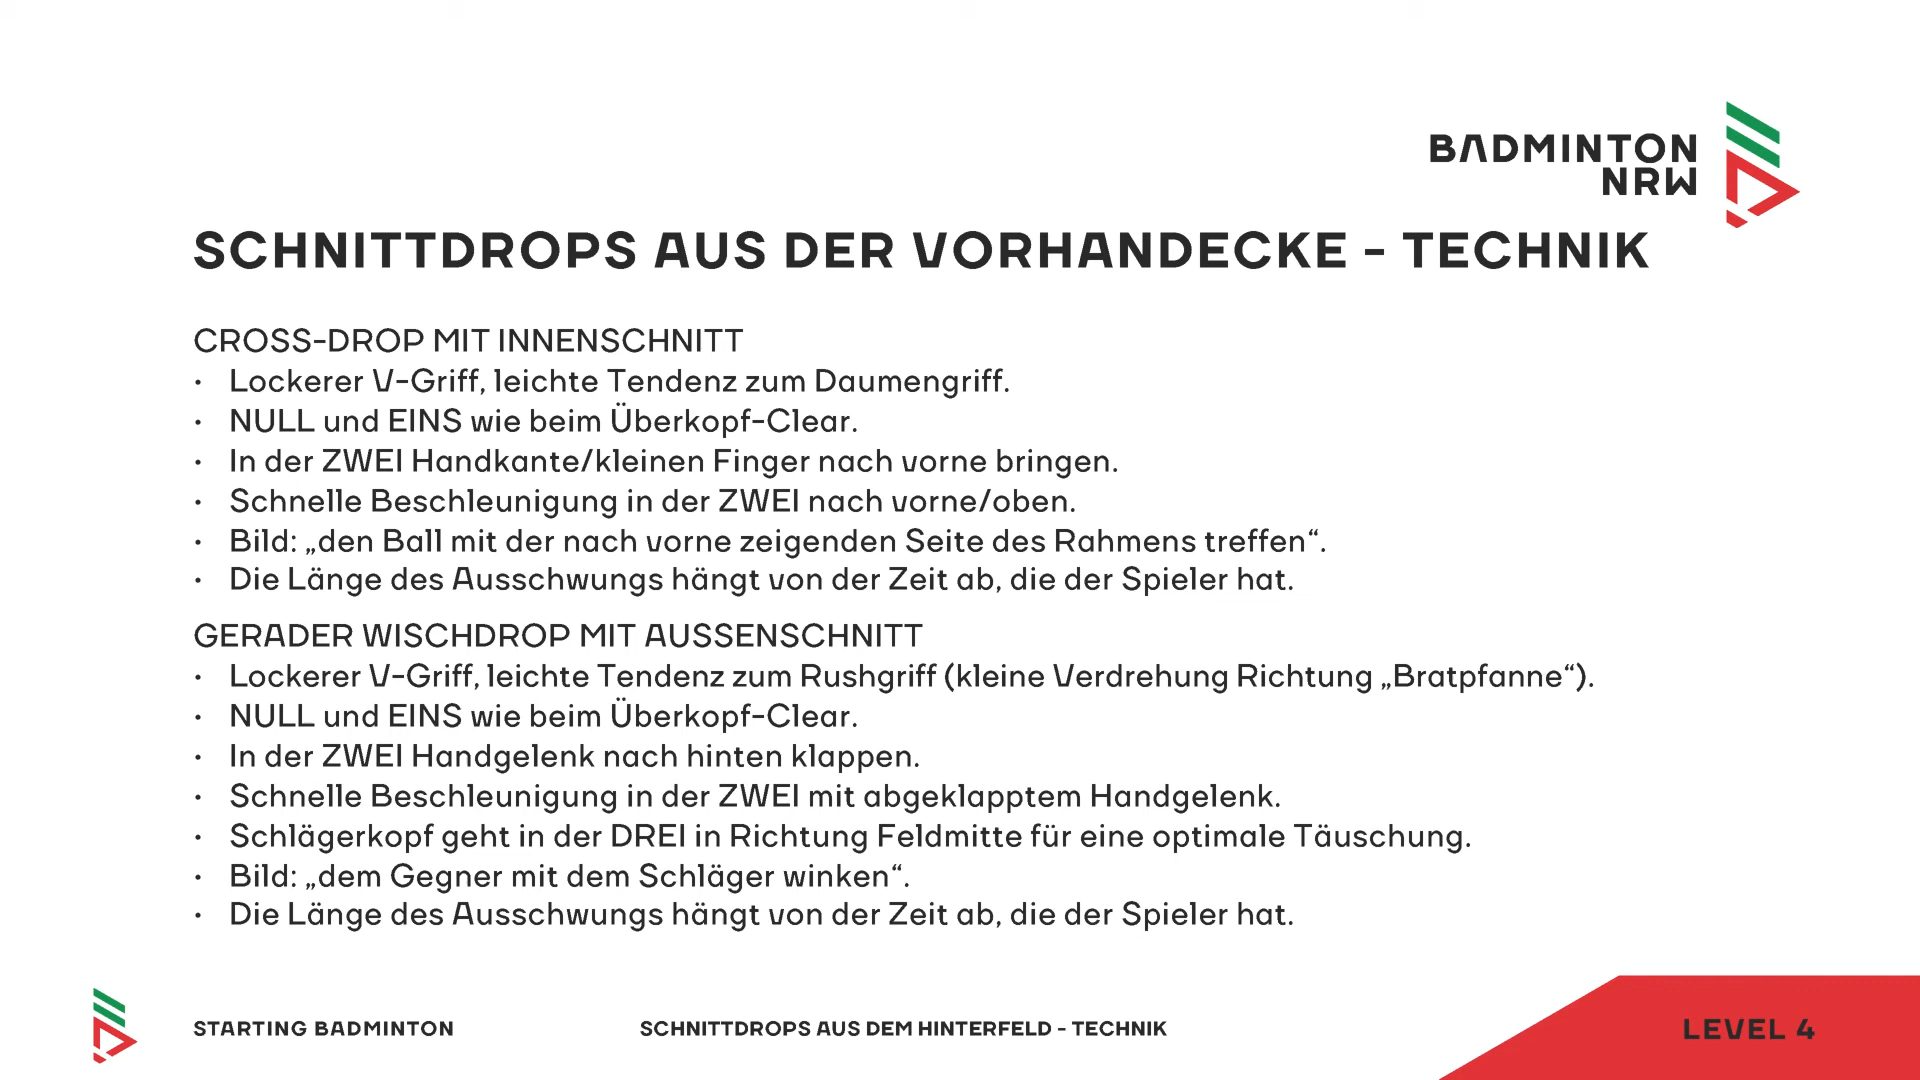 BADMINTON
NRW
SCHNITTDROPS AUS DER VORHANDECKE - TECHNIK
CROSS-DROP MIT INNENSCHNITT
• Lockerer V-Griff, leichte Tendenz zum Daumengriff.
• NULL und EINS wie beim Überkopf-Clear.
• In der ZWEI Handkante/kleinen Finger nach vorne bringen.
• Schnelle Beschleunigung in der ZWEI nach vorne/oben.
• Bild: „den Ball mit der nach vorne zeigenden Seite des Rahmens treffen“.
• Die Länge des Ausschwungs hängt von der Zeit ab, die der Spieler hat.
GERADER WISCHDROP MIT AUSSENSCHNITT
• Lockerer V-Griff, leichte Tendenz zum Rushgriff (kleine Verdrehung Richtung „Bratpfanne“).
• NULL und EINS wie beim Überkopf-Clear.
• In der ZWEI Handgelenk nach hinten klappen.
• Schnelle Beschleunigung in der ZWEI mit abgeklapptem Handgelenk.
• Schlägerkopf geht in der DREI in Richtung Feldmitte für eine optimale Täuschung.
• Bild: „dem Gegner mit dem Schläger winken“.
• Die Länge des Ausschwungs hängt von der Zeit ab, die der Spieler hat.
STARTING BADMINTON
SCHNITTDROPS AUS DEM HINTERFELD - TECHNIK
LEVEL 4